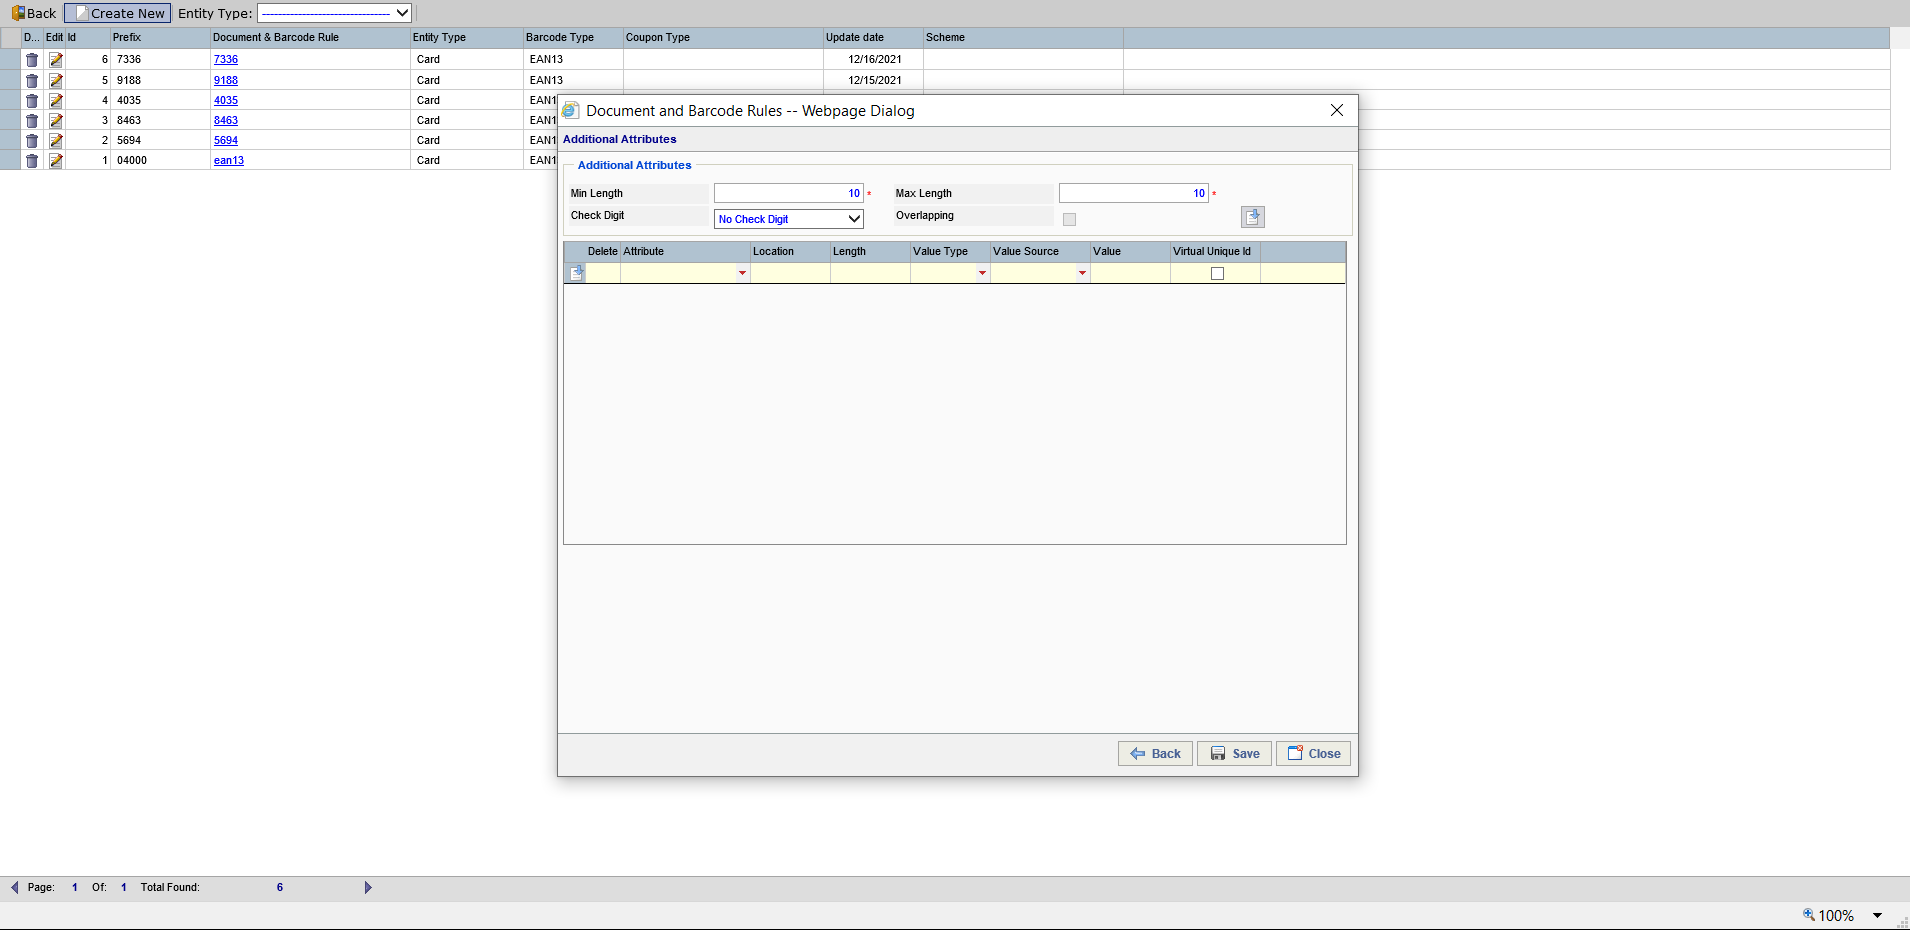 Back Create New Entity Type: --------------------------------
D... Edit Id Prefix Document & Barcode Rule Entity Type Barcode Type Coupon Type Update date Scheme
6 7336 7336 Card EAN13 12/16/2021
5 9188 9188 Card EAN13 12/15/2021
4 4035 4035 Card EAN1
3 8463 8463 Card EAN1
2 5694 5694 Card EAN1
1 04000 ean13 Card EAN1
Document and Barcode Rules -- Webpage Dialog
Additional Attributes
Additional Attributes
Min Length 10 * Max Length 10 *
Check Digit No Check Digit Overlapping
Delete Attribute Location Length Value Type Value Source Value Virtual Unique Id
Back Save Close
Page: 1 Of: 1 Total Found: 6
100%